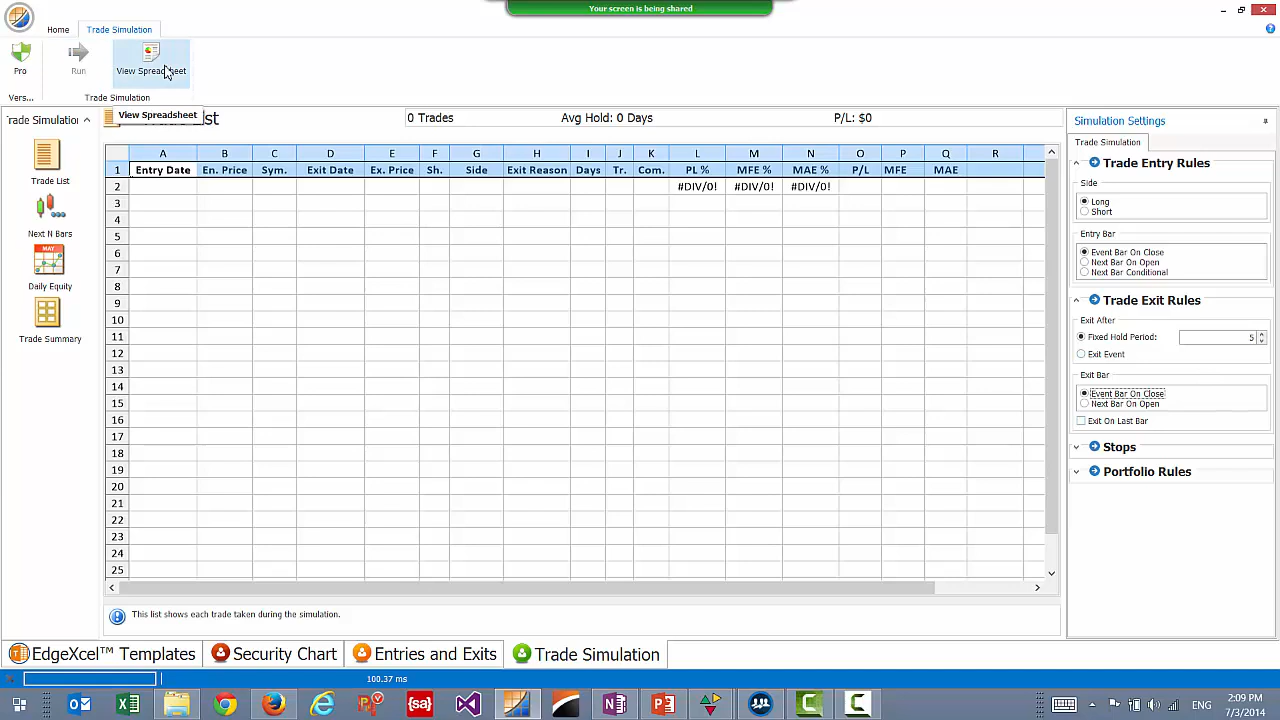 Your screen is being shared
Home
Trade Simulation
Pro
Run
View Spreadsheet
Vers...
Trade Simulation
View Spreadsheet
Trade Simulation
List
0 Trades
Avg Hold: 0 Days
P/L: $0
Simulation Settings
Trade Simulation
A B C D E F G H I J K L M N O P Q R
1 Entry Date En. Price Sym. Exit Date Ex. Price Sh. Side Exit Reason Days Tr. Com. PL % MFE % MAE % P/L MFE MAE
2 #DIV/0! #DIV/0! #DIV/0!
3
4
5
6
7
8
9
10
11
12
13
14
15
16
17
18
19
20
21
22
23
24
25
Trade List
Next N Bars
MAY
Daily Equity
Trade Summary
Trade Entry Rules
Side
Long
Short
Entry Bar
Event Bar On Close
Next Bar On Open
Next Bar Conditional
Trade Exit Rules
Exit After
Fixed Hold Period: 5
Exit Event
Exit Bar
Event Bar On Close
Next Bar On Open
Exit On Last Bar
Stops
Portfolio Rules
This list shows each trade taken during the simulation.
EdgeXcel™ Templates
Security Chart
Entries and Exits
Trade Simulation
100.37 ms
{sa}
ENG
2:09 PM
7/3/2014